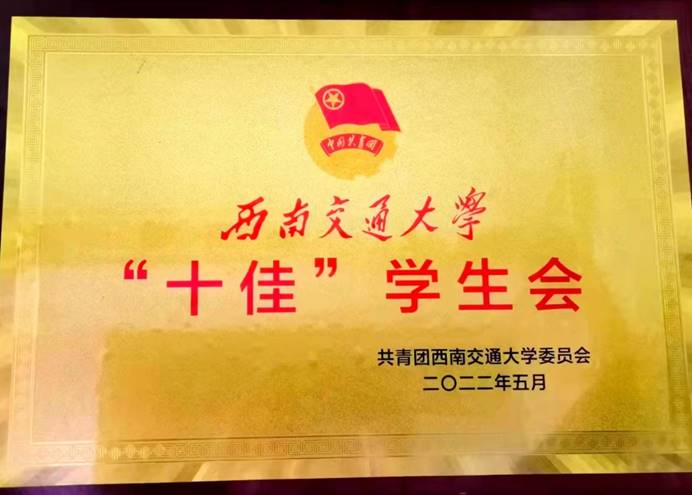 中国共青团
西南交通大学
“十佳”学生会
共青团西南交通大学委员会
二〇二二年五月